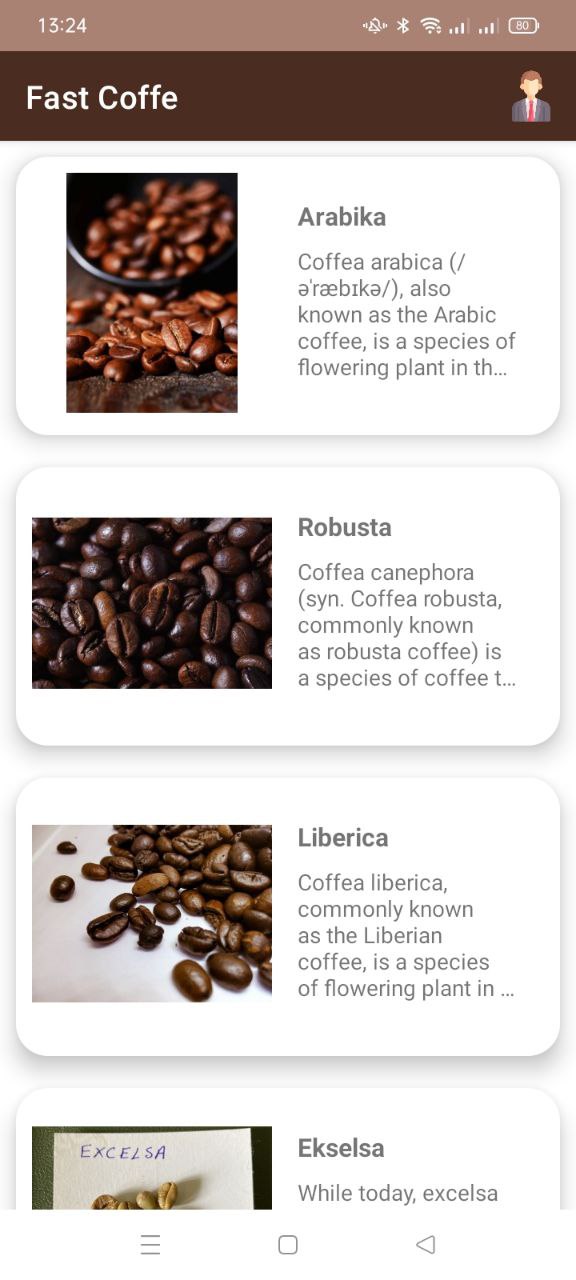 13:24
80
Fast Coffe
Arabika
Coffea arabica (/
əˈræbɪkə/), also
known as the Arabic
coffee, is a species of
flowering plant in th…
Robusta
Coffea canephora
(syn. Coffea robusta,
commonly known
as robusta coffee) is
a species of coffee t…
Liberica
Coffea liberica,
commonly known
as the Liberian
coffee, is a species
of flowering plant in …
EXCELSA
Ekselsa
While today, excelsa